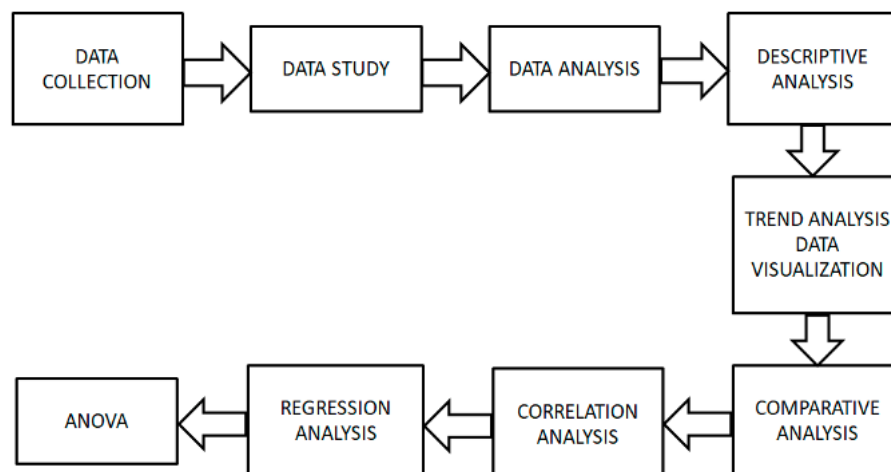 DATA
COLLECTION
DATA STUDY
DATA ANALYSIS
DESCRIPTIVE
ANALYSIS
TREND ANALYSIS
DATA
VISUALIZATION
COMPARATIVE
ANALYSIS
CORRELATION
ANALYSIS
REGRESSION
ANALYSIS
ANOVA